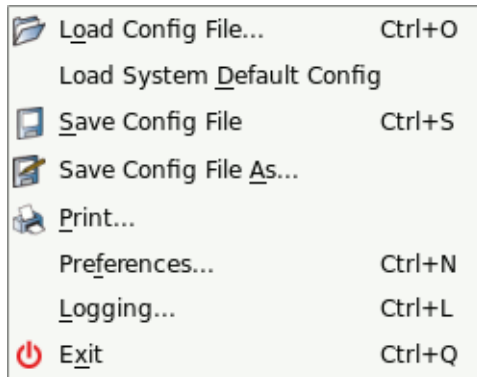 Load Config File... Ctrl+O
Load System Default Config
Save Config File Ctrl+S
Save Config File As...
Print...
Preferences... Ctrl+N
Logging... Ctrl+L
Exit Ctrl+Q